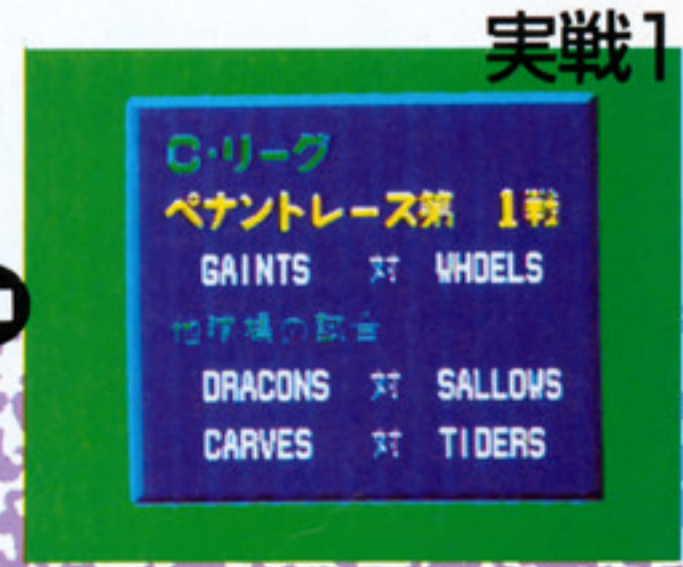 実戦1
C・リーグ
ペナントレース第 1戦
GAINTS 対 WHOELS
他球場の試合
DRACONS 対 SALLOWS
CARVES 対 TIDERS